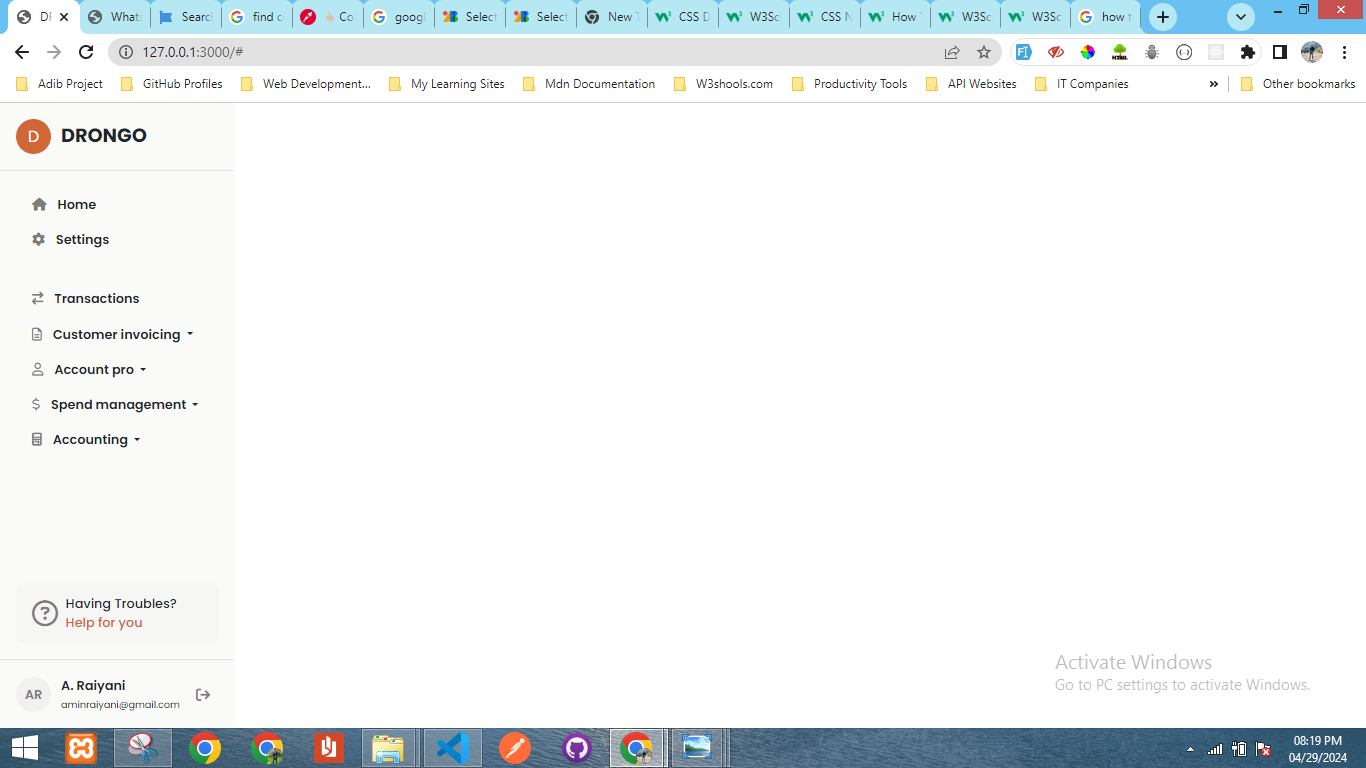 DF
Whats
Search
find c
Co
googl
Select
Select
New T
CSS D
W3Sc
CSS N
How
W3Sc
W3Sc
how t
127.0.0.1:3000/#
Adib Project
GitHub Profiles
Web Development...
My Learning Sites
Mdn Documentation
W3shools.com
Productivity Tools
API Websites
IT Companies
»
Other bookmarks
D DRONGO
Home
Settings
Transactions
Customer invoicing
Account pro
$ Spend management
Accounting
? Having Troubles?
Help for you
Activate Windows
Go to PC settings to activate Windows.
AR A. Raiyani
aminraiyani@gmail.com
08:19 PM
04/29/2024